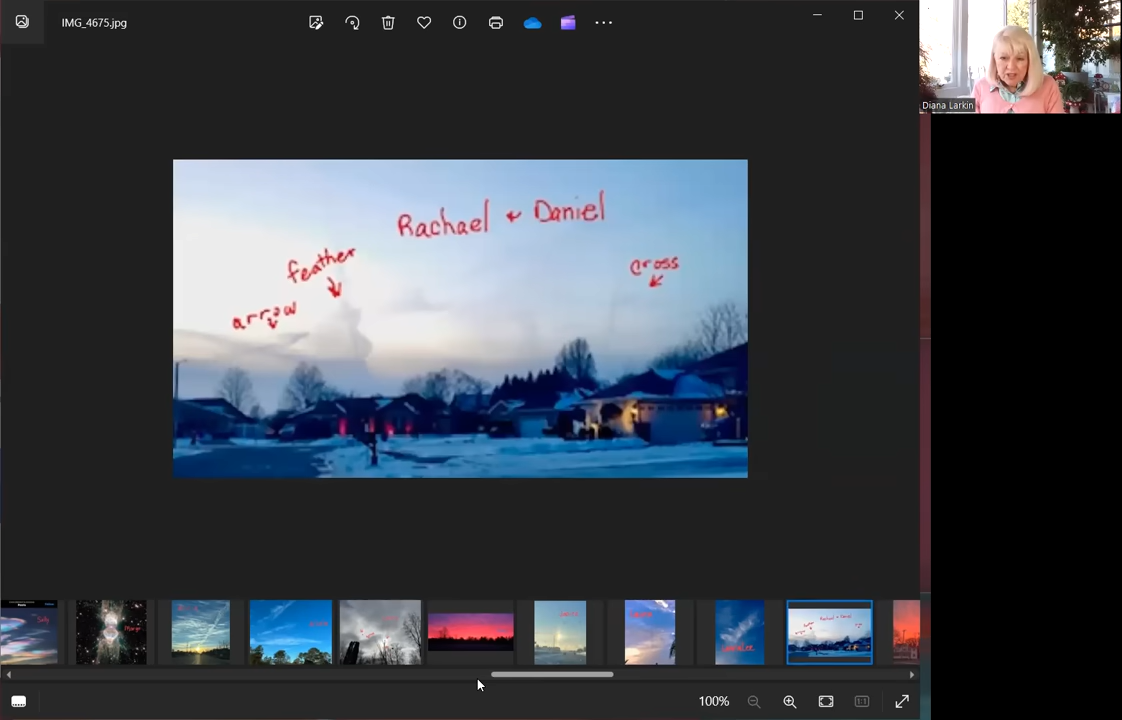 IMG_4675.jpg
Diana Larkin
Rachael + Daniel
feather
cross
arrow
100%